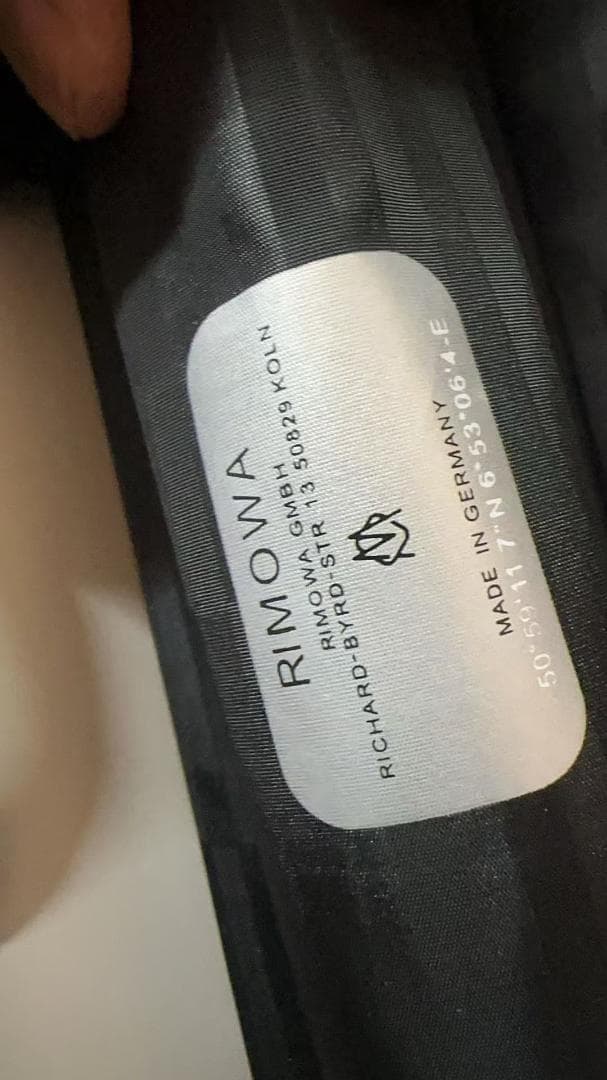 RIMOWA
RIMOWA GMBH
RICHARD-BYRD-STR 13 50829 KOLN
MADE IN GERMANY
50°59'11 7"N 6°53'06'4-E